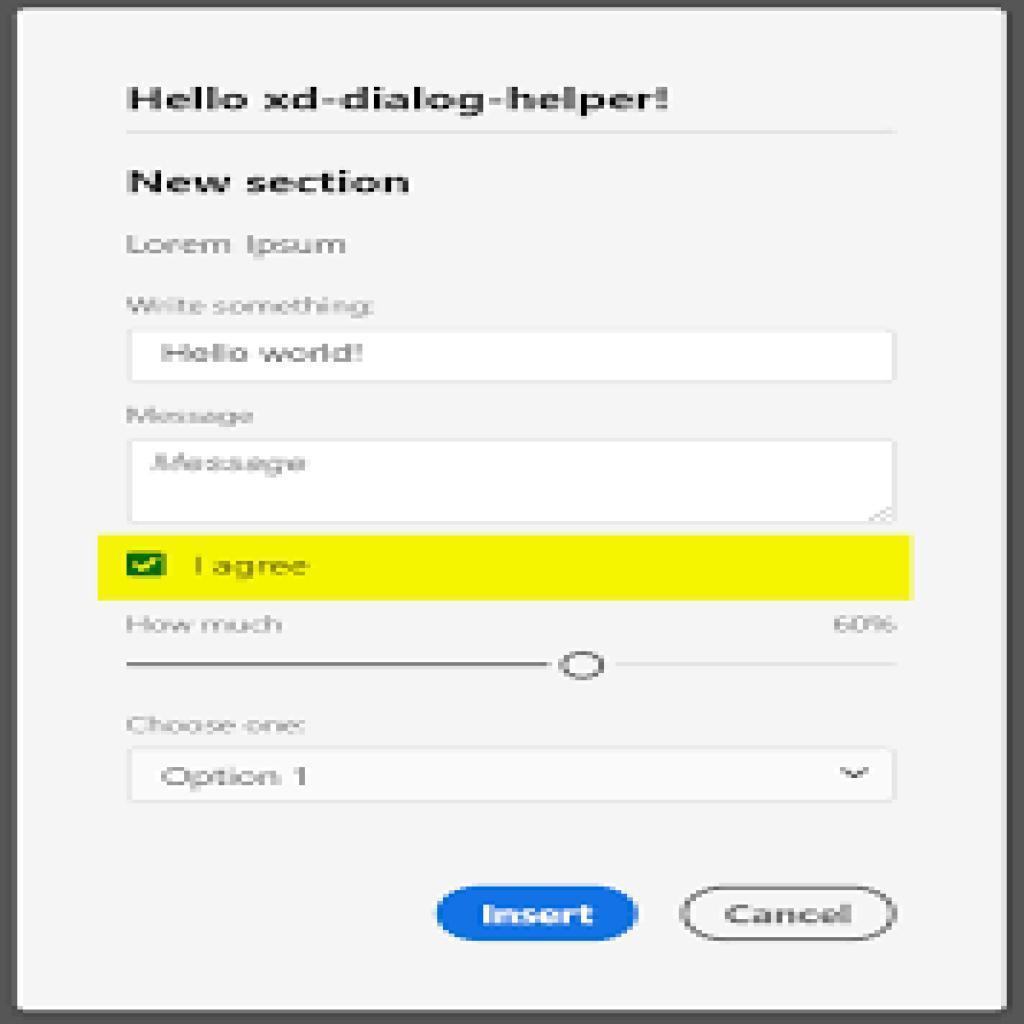 Hello xd-dialog-helper!
New section
Lorem Ipsum
Write something:
Hello world!
Message
Message
I agree
How much 60%
Choose one:
Option 1
Insert Cancel